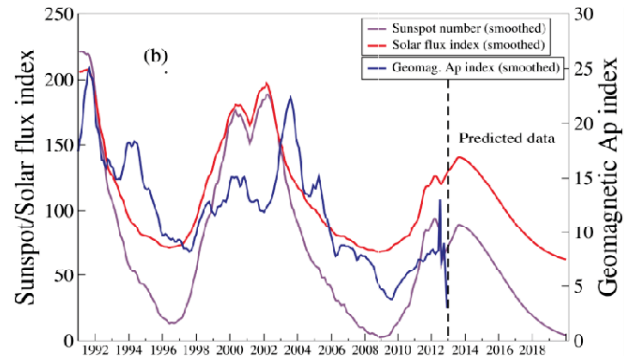 (b)
Sunspot number (smoothed)
Solar flux index (smoothed)
Geomag. Ap index (smoothed)
Predicted data
Sunspot/Solar flux index
250
200
150
100
50
0
Geomagnetic Ap index
30
25
20
15
10
5
0
1992 1994 1996 1998 2000 2002 2004 2006 2008 2010 2012 2014 2016 2018